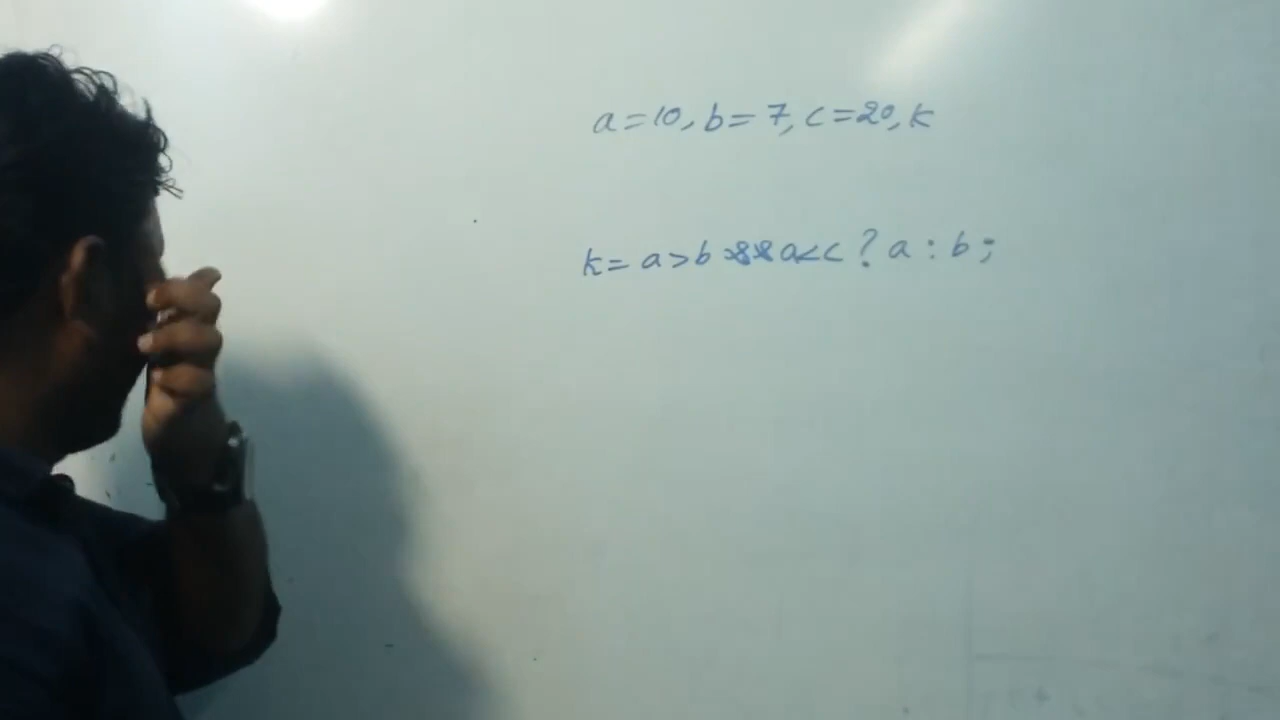 a=10, b=7, c=20, k
k= a>b && a<c ? a : b ;